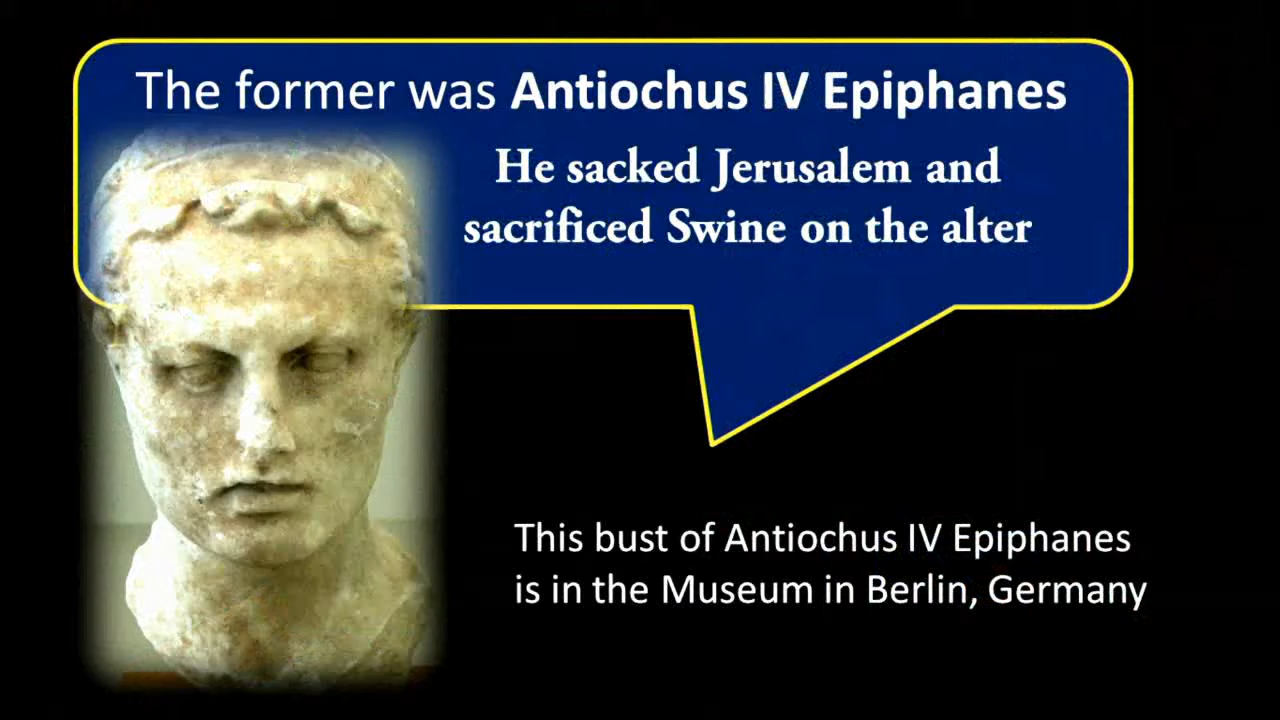 The former was Antiochus IV Epiphanes
He sacked Jerusalem and
sacrificed Swine on the alter
This bust of Antiochus IV Epiphanes
is in the Museum in Berlin, Germany